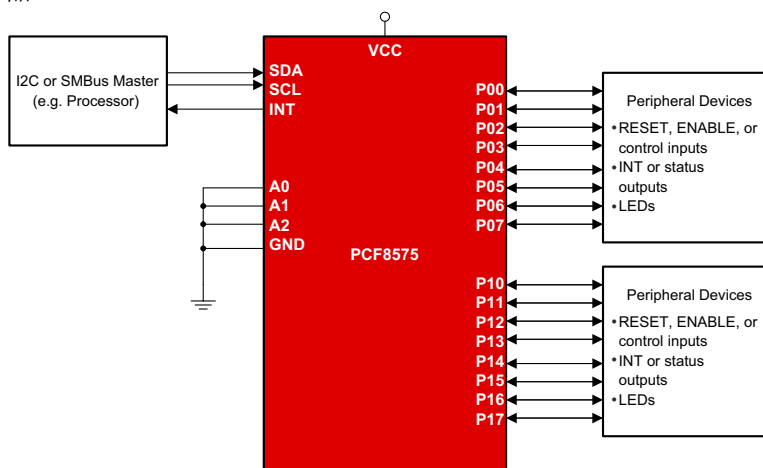 VCC
I2C or SMBus Master
(e.g. Processor)
SDA
SCL
INT
A0
A1
A2
GND
PCF8575
P00
P01
P02
P03
P04
P05
P06
P07
Peripheral Devices
•RESET, ENABLE, or
control inputs
•INT or status
outputs
•LEDs
P10
P11
P12
P13
P14
P15
P16
P17
Peripheral Devices
•RESET, ENABLE, or
control inputs
•INT or status
outputs
•LEDs